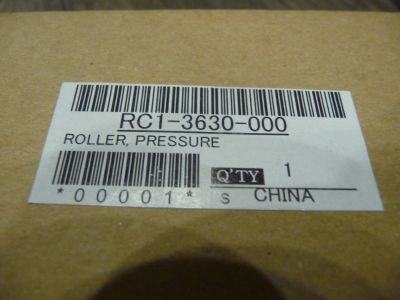 RC1-3630-000
ROLLER, PRESSURE
Q'TY 1
*00001* S CHINA